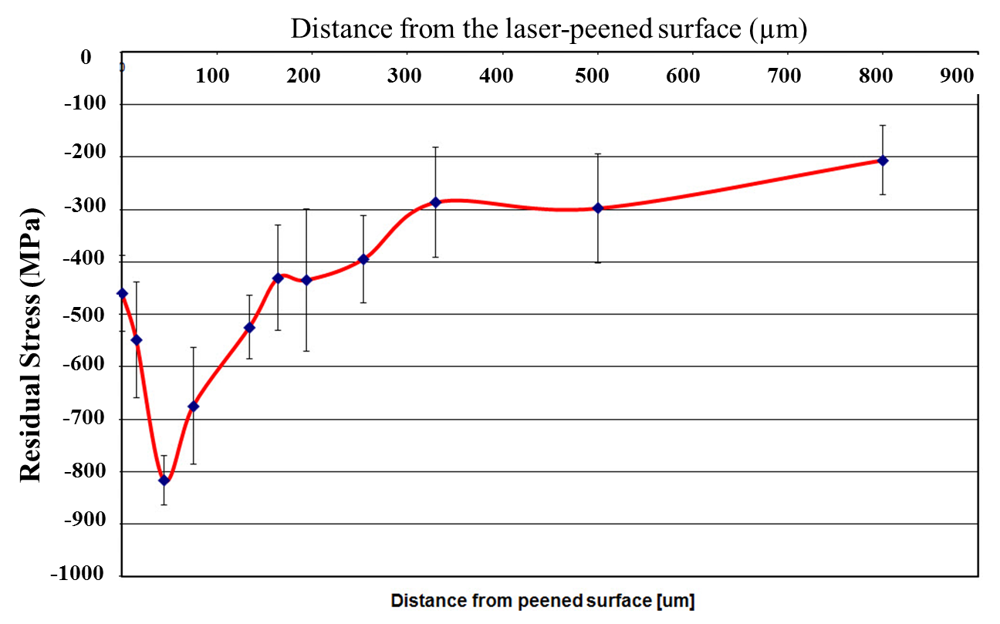 Distance from the laser-peened surface (µm)
0
100 200 300 400 500 600 700 800 900
-100
-200
-300
-400
-500
-600
-700
-800
-900
-1000
Residual Stress (MPa)
Distance from peened surface [um]